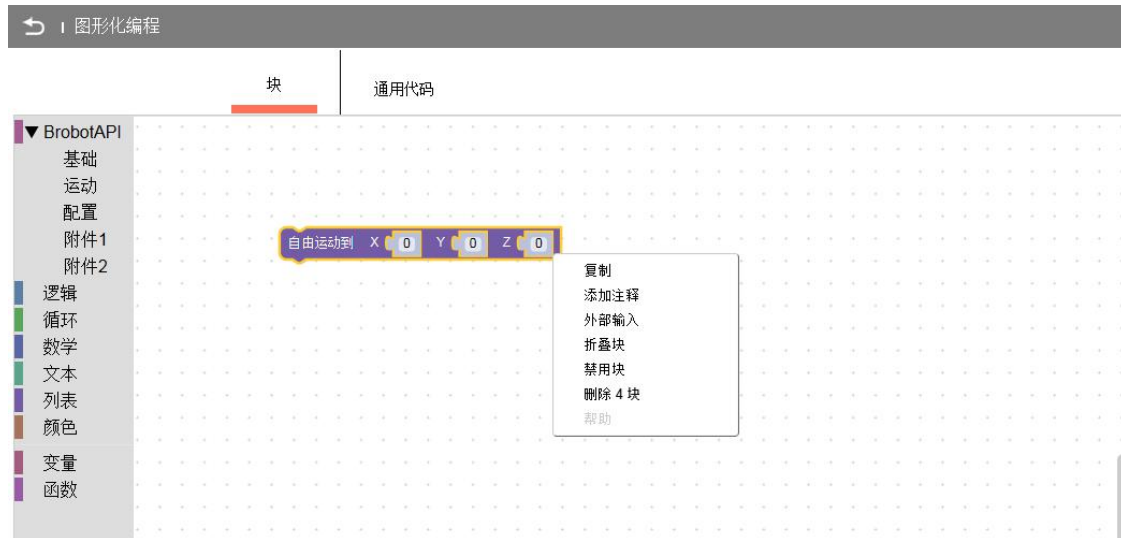 图形化编程
块
通用代码
BrobotAPI
基础
运动
配置
附件1
附件2
逻辑
循环
数学
文本
列表
颜色
变量
函数
自由运动到 X 0 Y 0 Z 0
复制
添加注释
外部输入
折叠块
禁用块
删除 4 块
帮助